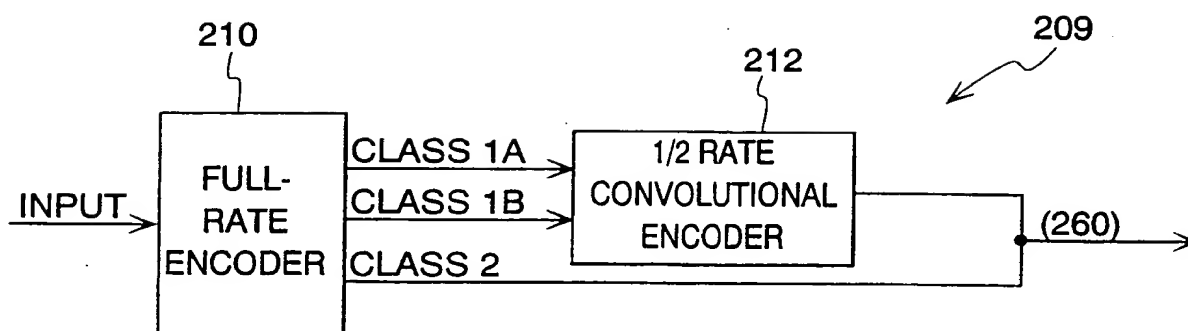 210
212
209
INPUT
FULL-
RATE
ENCODER
CLASS 1A
CLASS 1B
CLASS 2
1/2 RATE
CONVOLUTIONAL
ENCODER
(260)